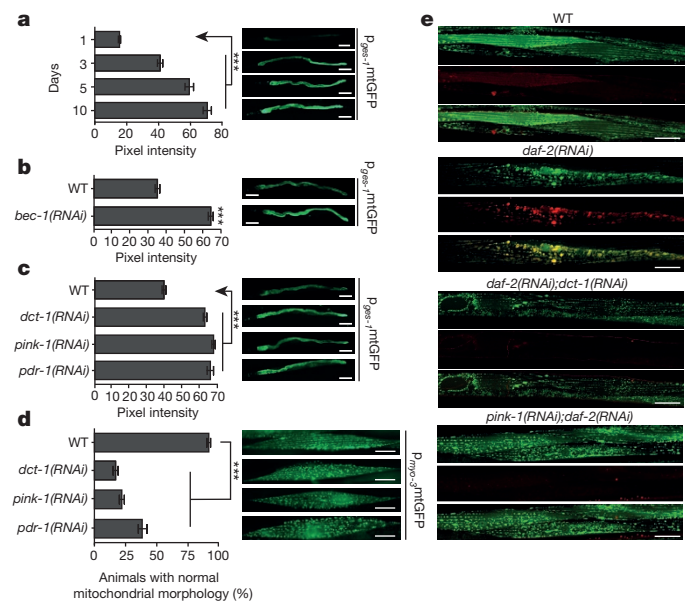 a
Days
1
3
5
10
***
0 20 40 60 80
Pixel intensity
pges-1mtGFP
b
WT
bec-1(RNAi)
***
0 10 20 30 40 50 60 70
Pixel intensity
pges-1mtGFP
c
WT
dct-1(RNAi)
pink-1(RNAi)
pdr-1(RNAi)
***
0 10 20 30 40 50 60 70
Pixel intensity
pges-1mtGFP
d
WT
dct-1(RNAi)
pink-1(RNAi)
pdr-1(RNAi)
***
0 25 50 75 100
Animals with normal
mitochondrial morphology (%)
pmyo-3mtGFP
e
WT
daf-2(RNAi)
daf-2(RNAi);dct-1(RNAi)
pink-1(RNAi);daf-2(RNAi)